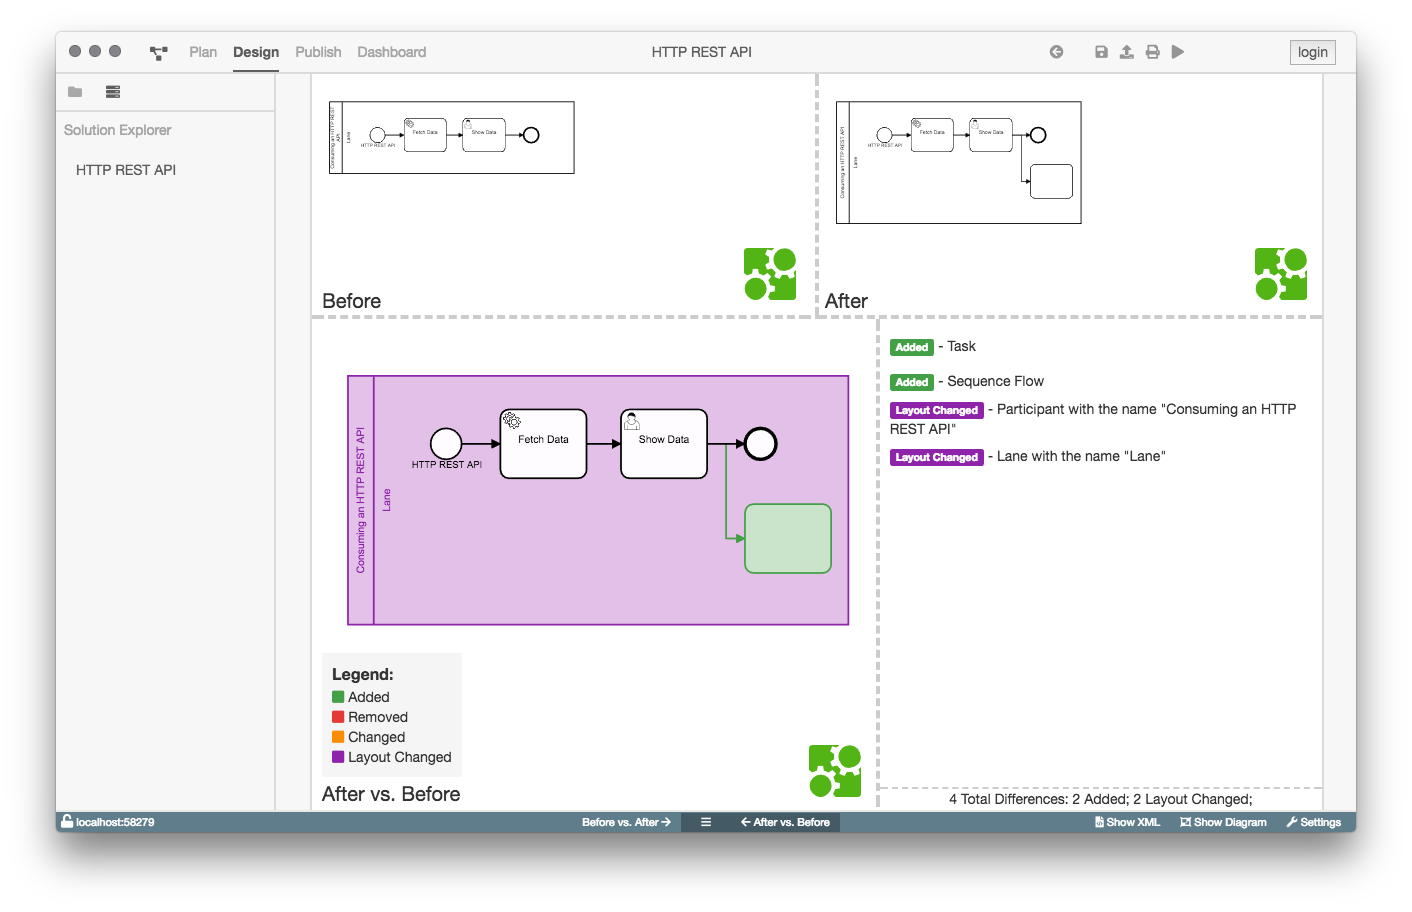 Plan Design Publish Dashboard
HTTP REST API
login
Solution Explorer
HTTP REST API
Consuming an HTTP REST
API
Lane
HTTP REST API
Fetch Data
Show Data
Before
Consuming an HTTP REST API
Lane
HTTP REST API
Fetch Data
Show Data
After
Consuming an HTTP REST API
Lane
HTTP REST API
Fetch Data
Show Data
Legend:
Added
Removed
Changed
Layout Changed
After vs. Before
Added - Task
Added - Sequence Flow
Layout Changed - Participant with the name "Consuming an HTTP
REST API"
Layout Changed - Lane with the name "Lane"
4 Total Differences: 2 Added; 2 Layout Changed;
localhost:58279
Before vs. After
After vs. Before
Show XML
Show Diagram
Settings